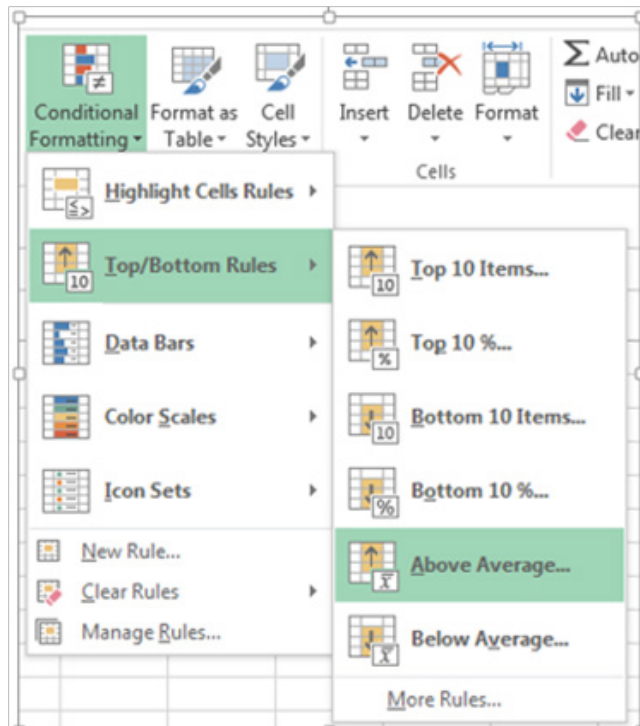 Conditional Format as Cell Insert Delete Format
Formatting Table Styles
Auto
Fill
Clear
Cells
Highlight Cells Rules
Top/Bottom Rules
Data Bars
Color Scales
Icon Sets
New Rule...
Clear Rules
Manage Rules...
Top 10 Items...
Top 10 %...
Bottom 10 Items...
Bottom 10 %...
Above Average...
Below Average...
More Rules...